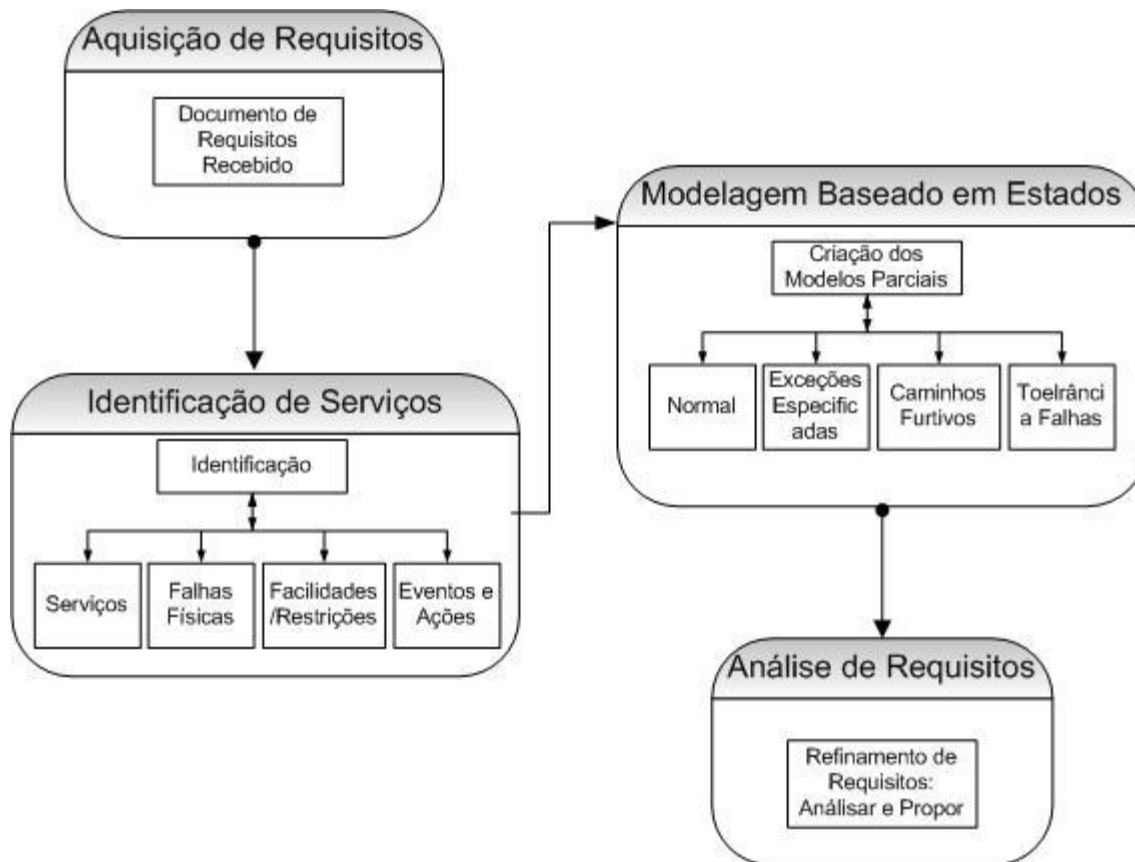 Aquisição de Requisitos
Documento de
Requisitos
Recebido
Identificação de Serviços
Identificação
Serviços
Falhas
Físicas
Facilidades
/Restrições
Eventos e
Ações
Modelagem Baseado em Estados
Criação dos
Modelos Parciais
Normal
Exceções
Especific
adas
Caminhos
Furtivos
Toelrânci
a Falhas
Análise de Requisitos
Refinamento de
Requisitos:
Análisar e Propor